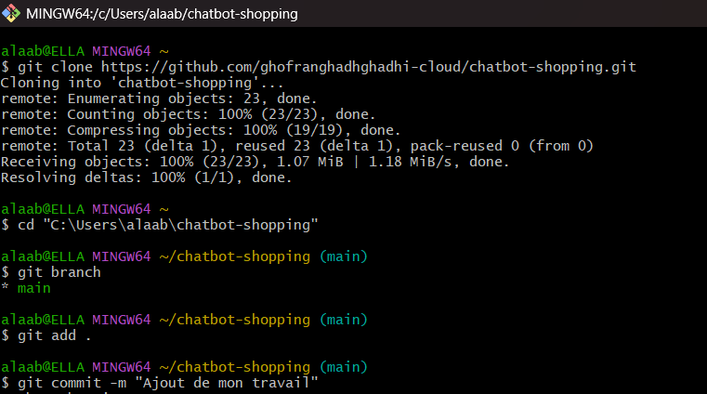 MINGW64:/c/Users/alaab/chatbot-shopping
alaab@ELLA MINGW64 ~
$ git clone https://github.com/ghofranghadhghadhi-cloud/chatbot-shopping.git
Cloning into 'chatbot-shopping'...
remote: Enumerating objects: 23, done.
remote: Counting objects: 100% (23/23), done.
remote: Compressing objects: 100% (19/19), done.
remote: Total 23 (delta 1), reused 23 (delta 1), pack-reused 0 (from 0)
Receiving objects: 100% (23/23), 1.07 MiB | 1.18 MiB/s, done.
Resolving deltas: 100% (1/1), done.
alaab@ELLA MINGW64 ~
$ cd "C:\Users\alaab\chatbot-shopping"
alaab@ELLA MINGW64 ~/chatbot-shopping (main)
$ git branch
* main
alaab@ELLA MINGW64 ~/chatbot-shopping (main)
$ git add .
alaab@ELLA MINGW64 ~/chatbot-shopping (main)
$ git commit -m "Ajout de mon travail"